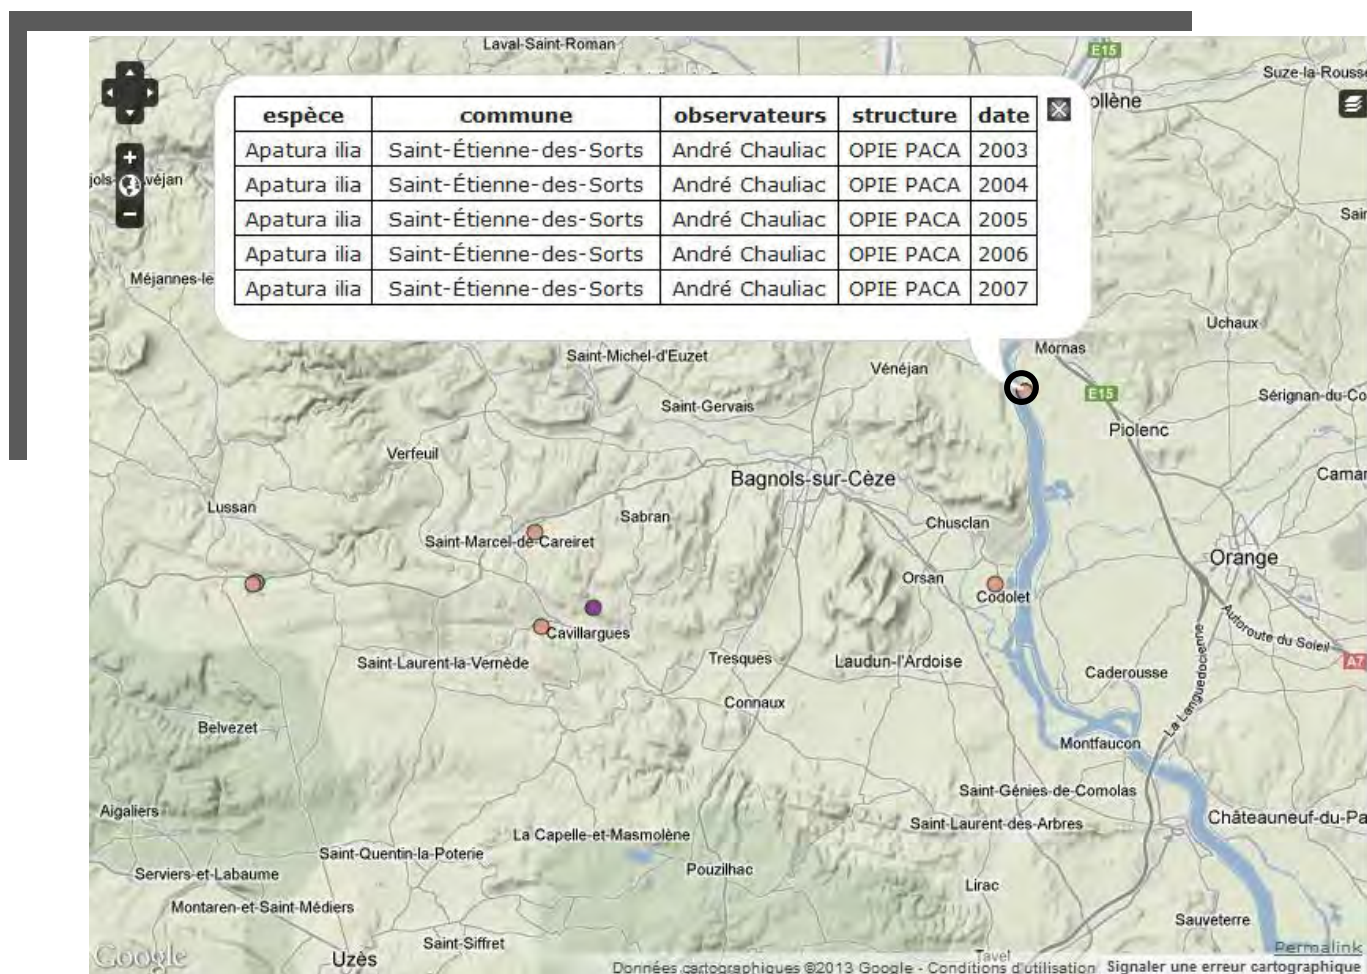 Laval-Saint-Roman
E15
Suze-la-Rousse
ollène
espèce commune observateurs structure date
Apatura ilia Saint-Étienne-des-Sorts André Chauliac OPIE PACA 2003
Apatura ilia Saint-Étienne-des-Sorts André Chauliac OPIE PACA 2004
Apatura ilia Saint-Étienne-des-Sorts André Chauliac OPIE PACA 2005
Apatura ilia Saint-Étienne-des-Sorts André Chauliac OPIE PACA 2006
Apatura ilia Saint-Étienne-des-Sorts André Chauliac OPIE PACA 2007
jols véjan
Sain
Méjannes-le
Uchaux
Mornas
Saint-Michel-d'Euzet
Vénéjan
E15
Sérignan-du-Co
Saint-Gervais
Piolenc
Verfeuil
Bagnols-sur-Cèze
Camar
Lussan
Sabran
Chusclan
Saint-Marcel-de-Careiret
Orange
Orsan
Codolet
Cavillargues
Autoroute du Soleil
A7
Saint-Laurent-la-Vernède
Tresques
Laudun-l'Ardoise
Caderousse
La Languedocienne
Connaux
Belvezet
Montfaucon
Saint-Génies-de-Comolas
Aigaliers
Saint-Laurent-des-Arbres
Châteauneuf-du-Pa
La Capelle-et-Masmolène
Saint-Quentin-la-Poterie
Pouzilhac
Serviers-et-Labaume
Lirac
Montaren-et-Saint-Médiers
Sauveterre
Saint-Siffret
Permalink
Google
Uzès
Tavel
Données cartographiques ©2013 Google - Conditions d'utilisation Signaler une erreur cartographique